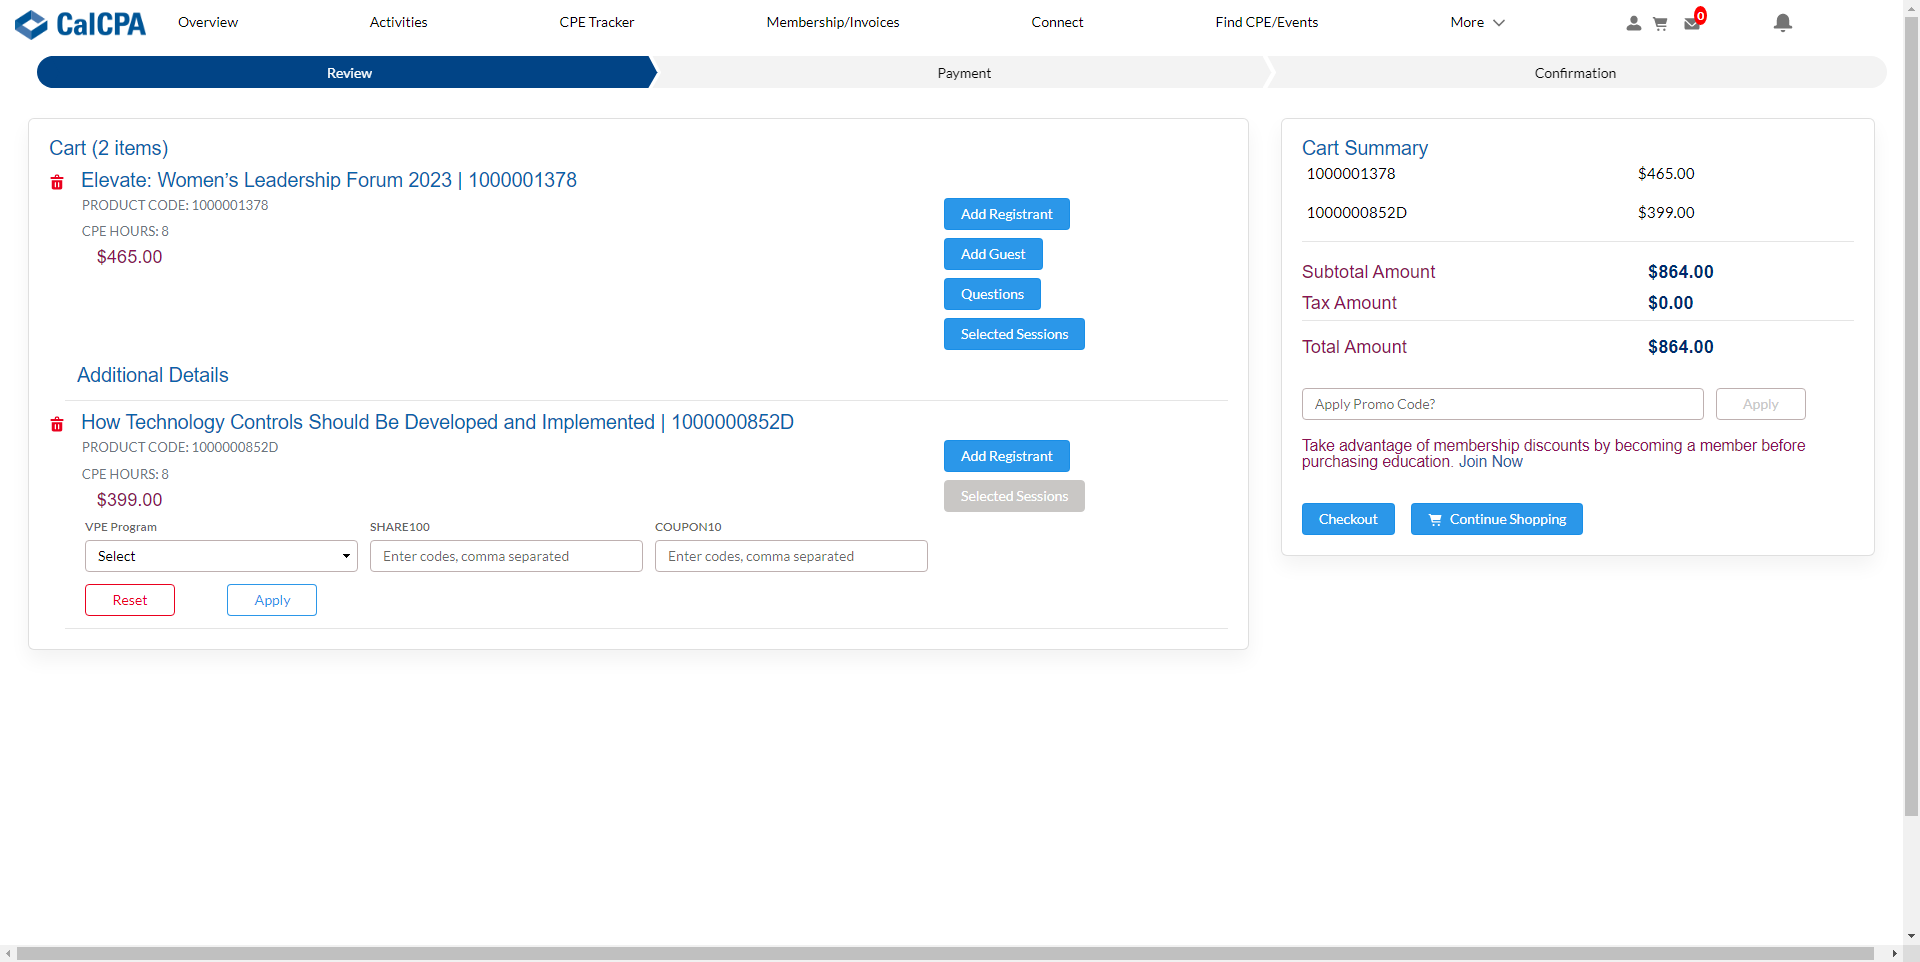 CalCPA
Overview
Activities
CPE Tracker
Membership/Invoices
Connect
Find CPE/Events
More
0
Review
Payment
Confirmation
Cart (2 items)
Elevate: Women’s Leadership Forum 2023 | 1000001378
PRODUCT CODE: 1000001378
CPE HOURS: 8
$465.00
Add Registrant
Add Guest
Questions
Selected Sessions
Additional Details
How Technology Controls Should Be Developed and Implemented | 1000000852D
PRODUCT CODE: 1000000852D
CPE HOURS: 8
$399.00
Add Registrant
Selected Sessions
VPE Program
SHARE100
COUPON10
Select
Enter codes, comma separated
Enter codes, comma separated
Reset
Apply
Cart Summary
1000001378 $465.00
1000000852D $399.00
Subtotal Amount $864.00
Tax Amount $0.00
Total Amount $864.00
Apply Promo Code?
Apply
Take advantage of membership discounts by becoming a member before
purchasing education. Join Now
Checkout
Continue Shopping